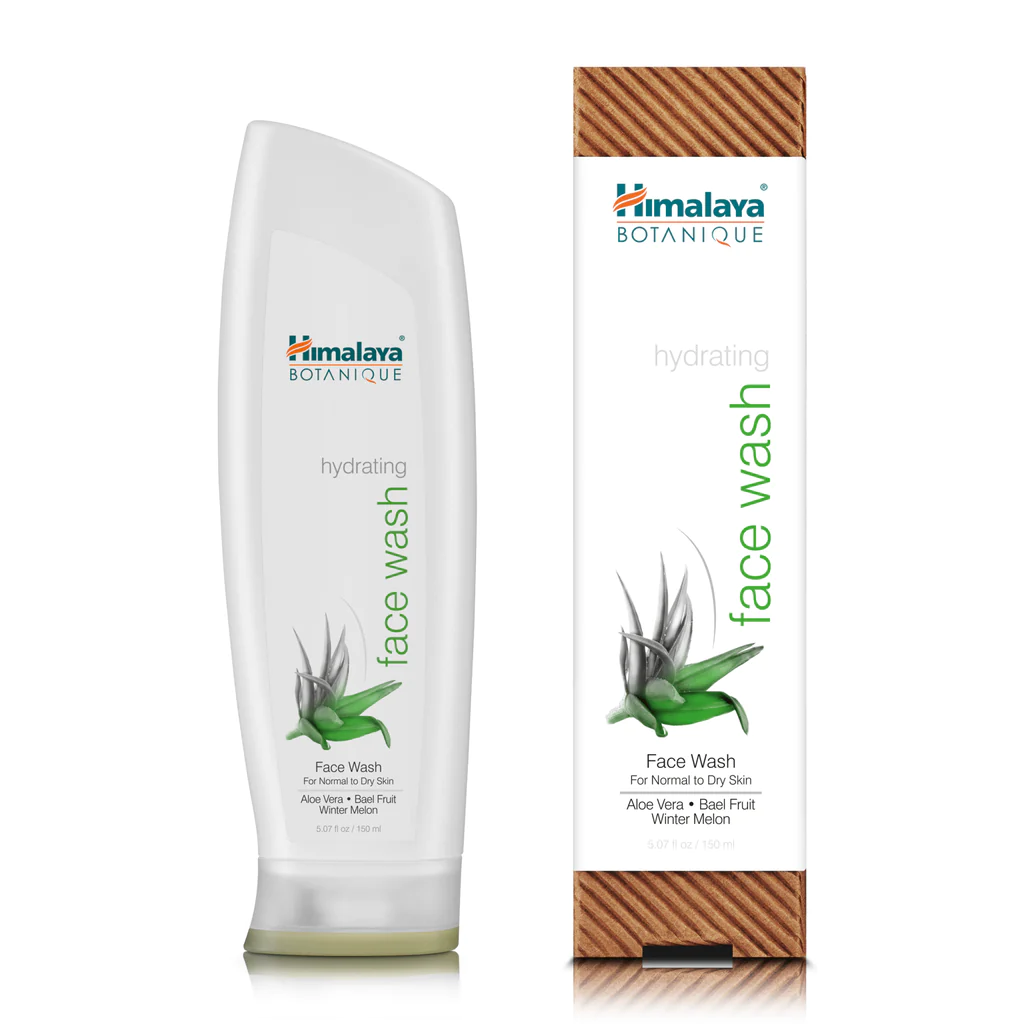 Himalaya®
BOTANIQUE
hydrating
face wash
Face Wash
For Normal to Dry Skin
Aloe Vera • Bael Fruit
Winter Melon
5.07 fl oz / 150 ml
Himalaya®
BOTANIQUE
hydrating
face wash
Face Wash
For Normal to Dry Skin
Aloe Vera • Bael Fruit
Winter Melon
5.07 fl oz / 150 ml